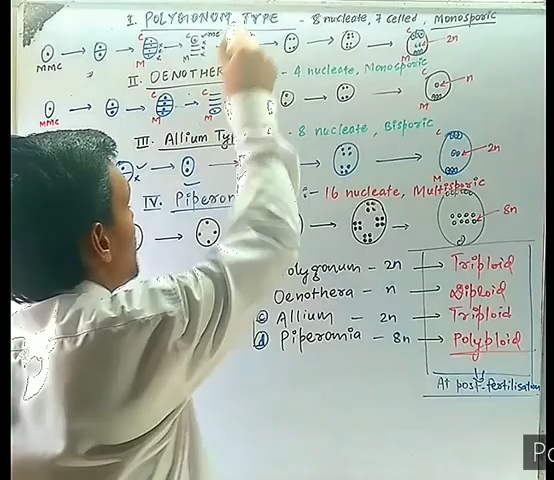 I. POLYGONUM TYPE - 8 nucleate, 7 celled, Monosporic
C C C
2n
MMC M M
II. OENOTHER - 4 nucleate, Monosporic
C C C
n
MMC M M
III. Allium Typ - 8 nucleate, Bisporic
C
x 2n
M
IV. Piperom :- 16 nucleate, Multisporic
8n
olygonum - 2n → Triploid
Oenothera - n → Diploid
c Allium - 2n → Triploid
d Piperomia - 8n → Polyploid
At post-fertilisation
Po